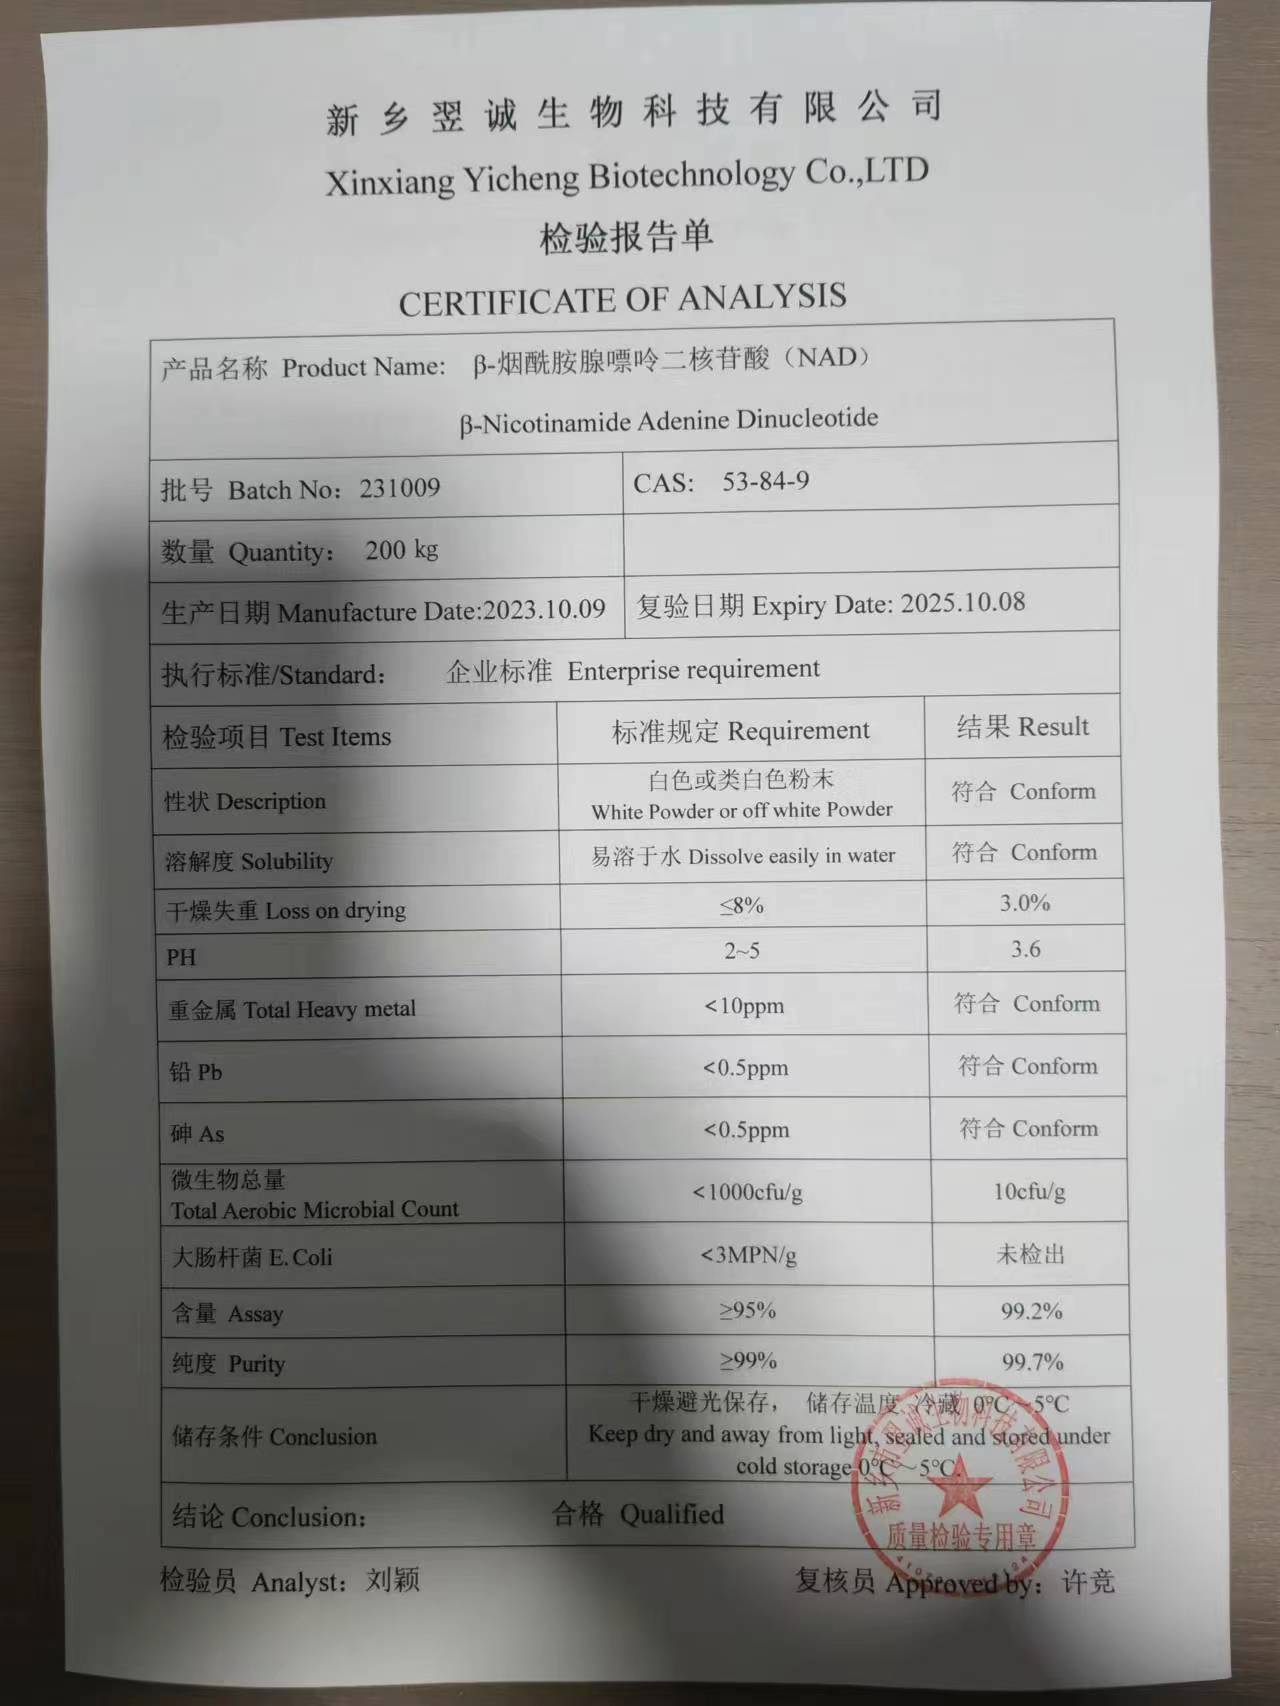 新乡翌诚生物科技有限公司
Xinxiang Yicheng Biotechnology Co.,LTD
检验报告单
CERTIFICATE OF ANALYSIS
产品名称 Product Name: β-烟酰胺腺嘌呤二核苷酸（NAD）
β-Nicotinamide Adenine Dinucleotide
批号 Batch No：231009 CAS: 53-84-9
数量 Quantity： 200 kg
生产日期 Manufacture Date:2023.10.09 复验日期 Expiry Date: 2025.10.08
执行标准/Standard： 企业标准 Enterprise requirement
检验项目 Test Items 标准规定 Requirement 结果 Result
性状 Description 白色或类白色粉末 符合 Conform
White Powder or off white Powder
溶解度 Solubility 易溶于水 Dissolve easily in water 符合 Conform
干燥失重 Loss on drying ≤8% 3.0%
PH 2~5 3.6
重金属 Total Heavy metal <10ppm 符合 Conform
铅 Pb <0.5ppm 符合 Conform
砷 As <0.5ppm 符合 Conform
微生物总量
Total Aerobic Microbial Count <1000cfu/g 10cfu/g
大肠杆菌 E. Coli <3MPN/g 未检出
含量 Assay ≥95% 99.2%
纯度 Purity ≥99% 99.7%
储存条件 Conclusion 干燥避光保存， 储存温度 冷藏 0℃～5℃
Keep dry and away from light, sealed and stored under
cold storage 0℃～5℃.
结论 Conclusion： 合格 Qualified
质量检验专用章
检验员 Analyst：刘颖 复核员 Approved by：许竞